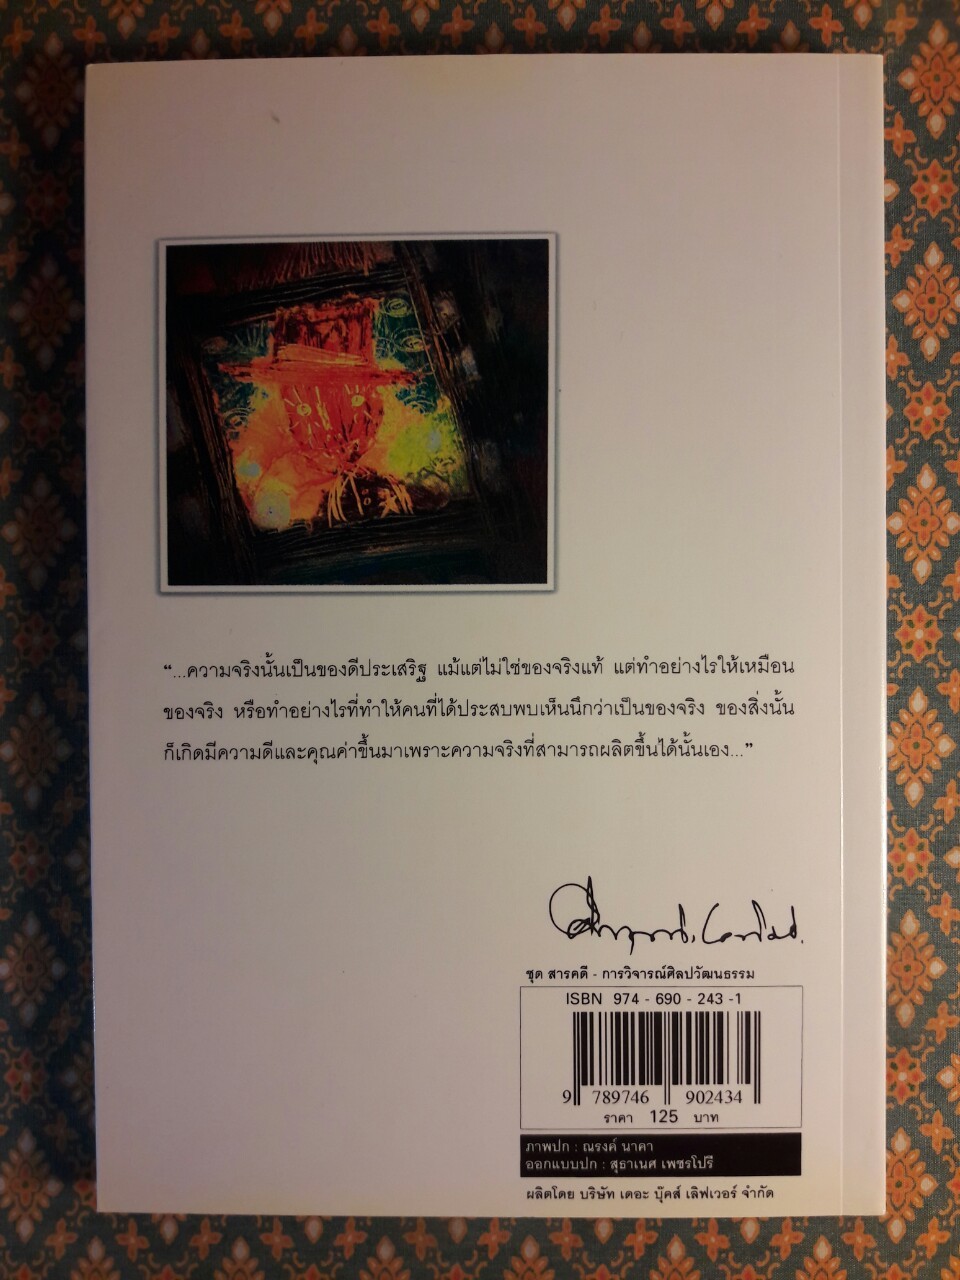 “...ความจริงนั้นเป็นของดีประเสริฐ แม้แต่ไม่ใช่ของจริงแท้ แต่ทำอย่างไรให้เหมือน
ของจริง หรือทำอย่างไรที่ทำให้คนที่ได้ประสบพบเห็นนึกว่าเป็นของจริง ของสิ่งนั้น
ก็เกิดมีความดีและคุณค่าขึ้นมาเพราะความจริงที่สามารถผลิตขึ้นได้นั้นเอง...”
ชุด สารคดี - การวิจารณ์ศิลปวัฒนธรรม
ISBN 974 - 690 - 243 -1
9 789746 902434
ราคา 125 บาท
ภาพปก : ณรงค์ นาคา
ออกแบบปก : สุธาเนศ เพชรโปรี
ผลิตโดย บริษัท เดอะ บุ๊คส์ เลิฟเวอร์ จำกัด